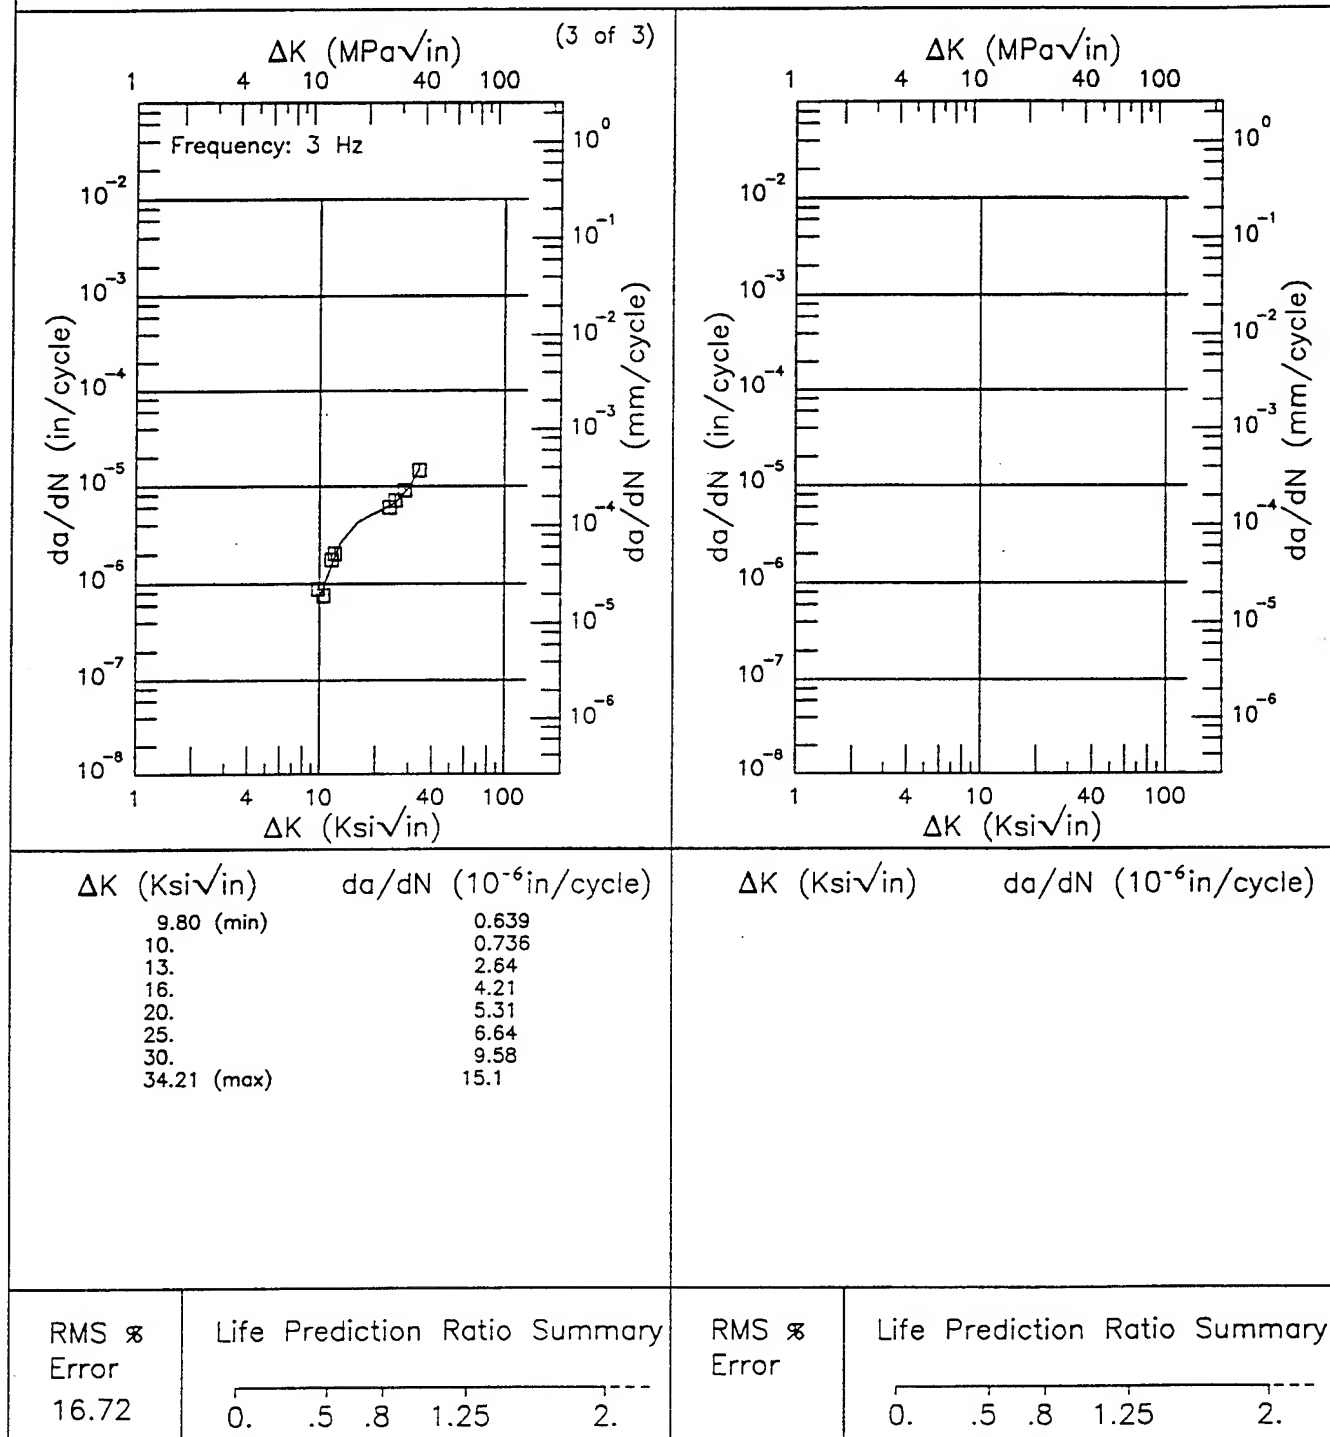 (3 of 3)
ΔK (MPa√in)
1 4 10 40 100
Frequency: 3 Hz
da/dN (in/cycle)
10⁻²
10⁻³
10⁻⁴
10⁻⁵
10⁻⁶
10⁻⁷
10⁻⁸
10⁰
10⁻¹
10⁻²
10⁻³
10⁻⁴
10⁻⁵
10⁻⁶
da/dN (mm/cycle)
1 4 10 40 100
ΔK (Ksi√in)
ΔK (MPa√in)
1 4 10 40 100
da/dN (in/cycle)
10⁻²
10⁻³
10⁻⁴
10⁻⁵
10⁻⁶
10⁻⁷
10⁻⁸
10⁰
10⁻¹
10⁻²
10⁻³
10⁻⁴
10⁻⁵
10⁻⁶
da/dN (mm/cycle)
1 4 10 40 100
ΔK (Ksi√in)
ΔK (Ksi√in) da/dN (10⁻⁶in/cycle)
9.80 (min) 0.639
10. 0.736
13. 2.64
16. 4.21
20. 5.31
25. 6.64
30. 9.58
34.21 (max) 15.1
ΔK (Ksi√in) da/dN (10⁻⁶in/cycle)
RMS %
Error
16.72
Life Prediction Ratio Summary
0. .5 .8 1.25 2.
RMS %
Error
Life Prediction Ratio Summary
0. .5 .8 1.25 2.